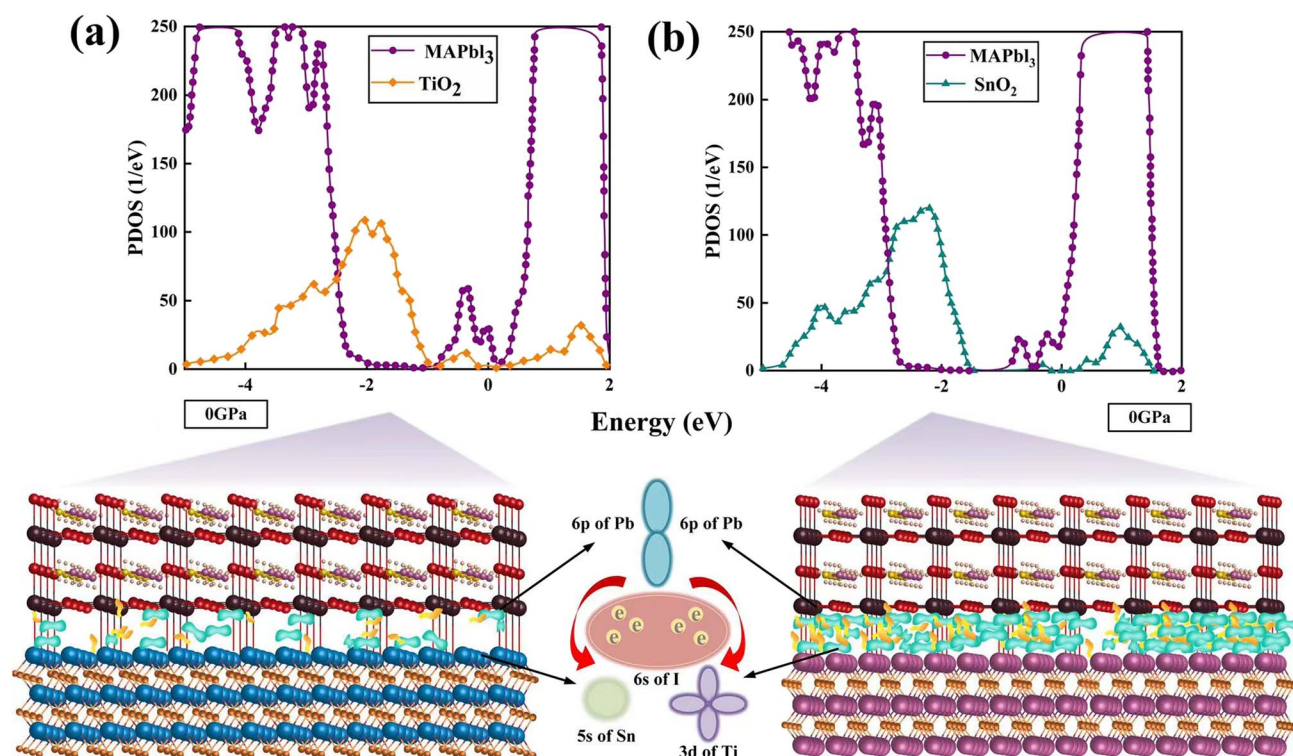 (a)
250
200
150
100
50
0
PDOS (1/eV)
MAPbI3
TiO2
-4
-2
0
2
0GPa
(b)
250
200
150
100
50
0
PDOS (1/eV)
MAPbI3
SnO2
-4
-2
0
2
0GPa
Energy (eV)
6p of Pb
6p of Pb
e
e
e
e
e
e
6s of I
5s of Sn
3d of Ti